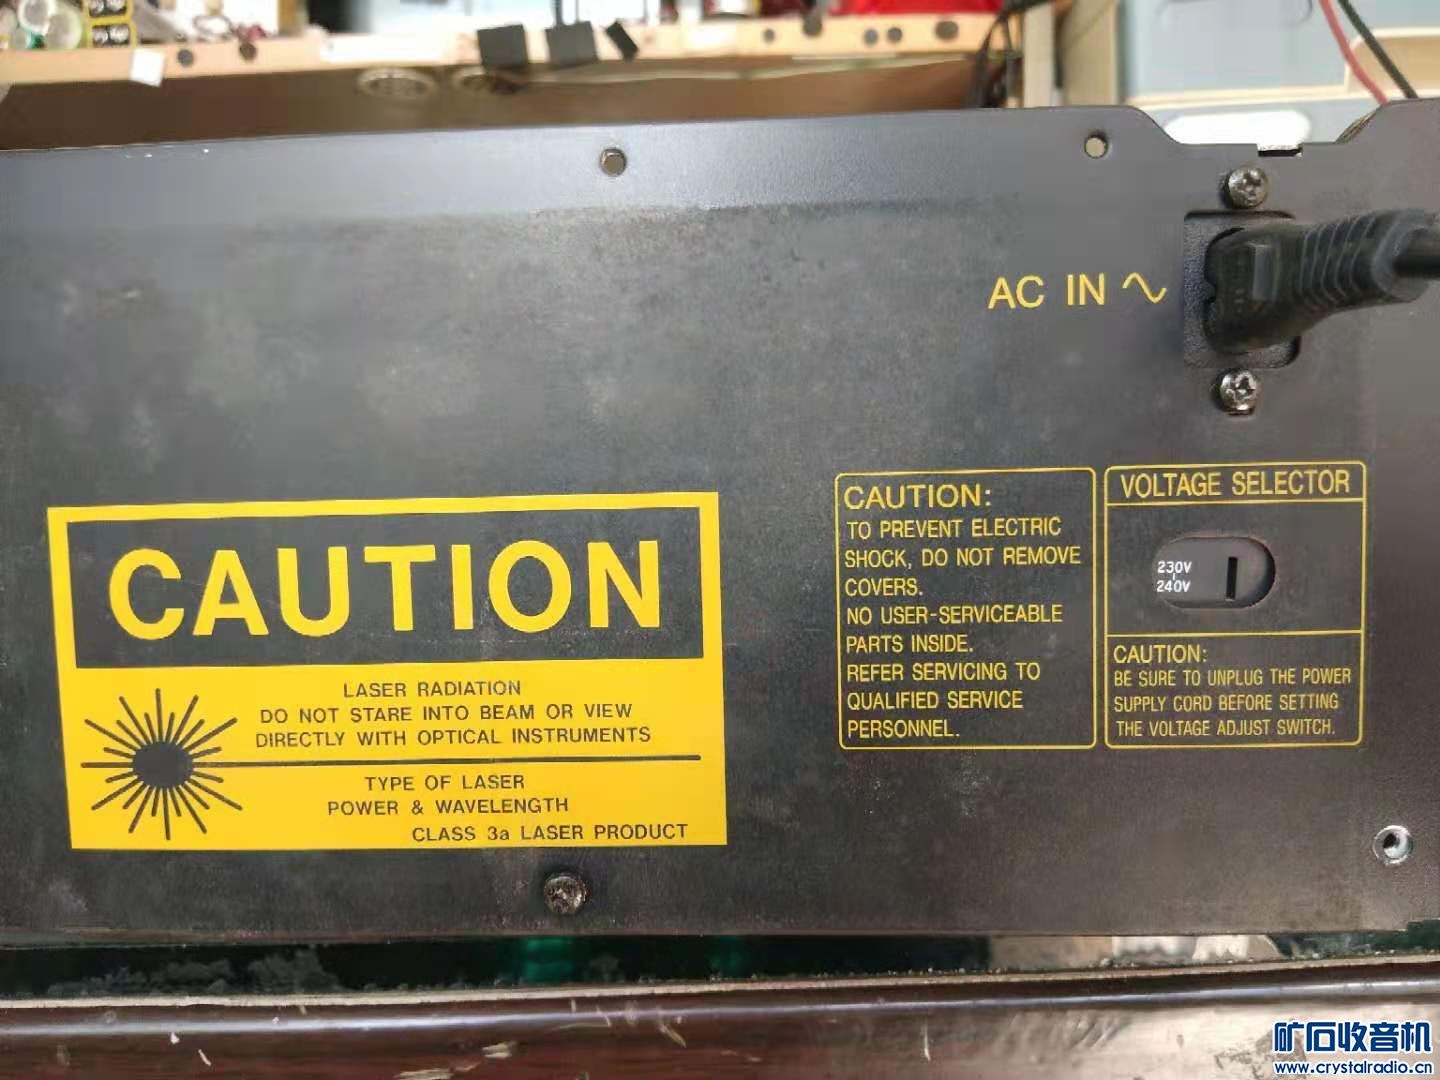 AC IN
CAUTION
LASER RADIATION
DO NOT STARE INTO BEAM OR VIEW
DIRECTLY WITH OPTICAL INSTRUMENTS
TYPE OF LASER
POWER & WAVELENGTH
CLASS 3a LASER PRODUCT
CAUTION:
TO PREVENT ELECTRIC
SHOCK, DO NOT REMOVE
COVERS.
NO USER-SERVICEABLE
PARTS INSIDE.
REFER SERVICING TO
QUALIFIED SERVICE
PERSONNEL.
VOLTAGE SELECTOR
230V
240V
CAUTION:
BE SURE TO UNPLUG THE POWER
SUPPLY CORD BEFORE SETTING
THE VOLTAGE ADJUST SWITCH.
矿石收音机
www.crystalradio.cn